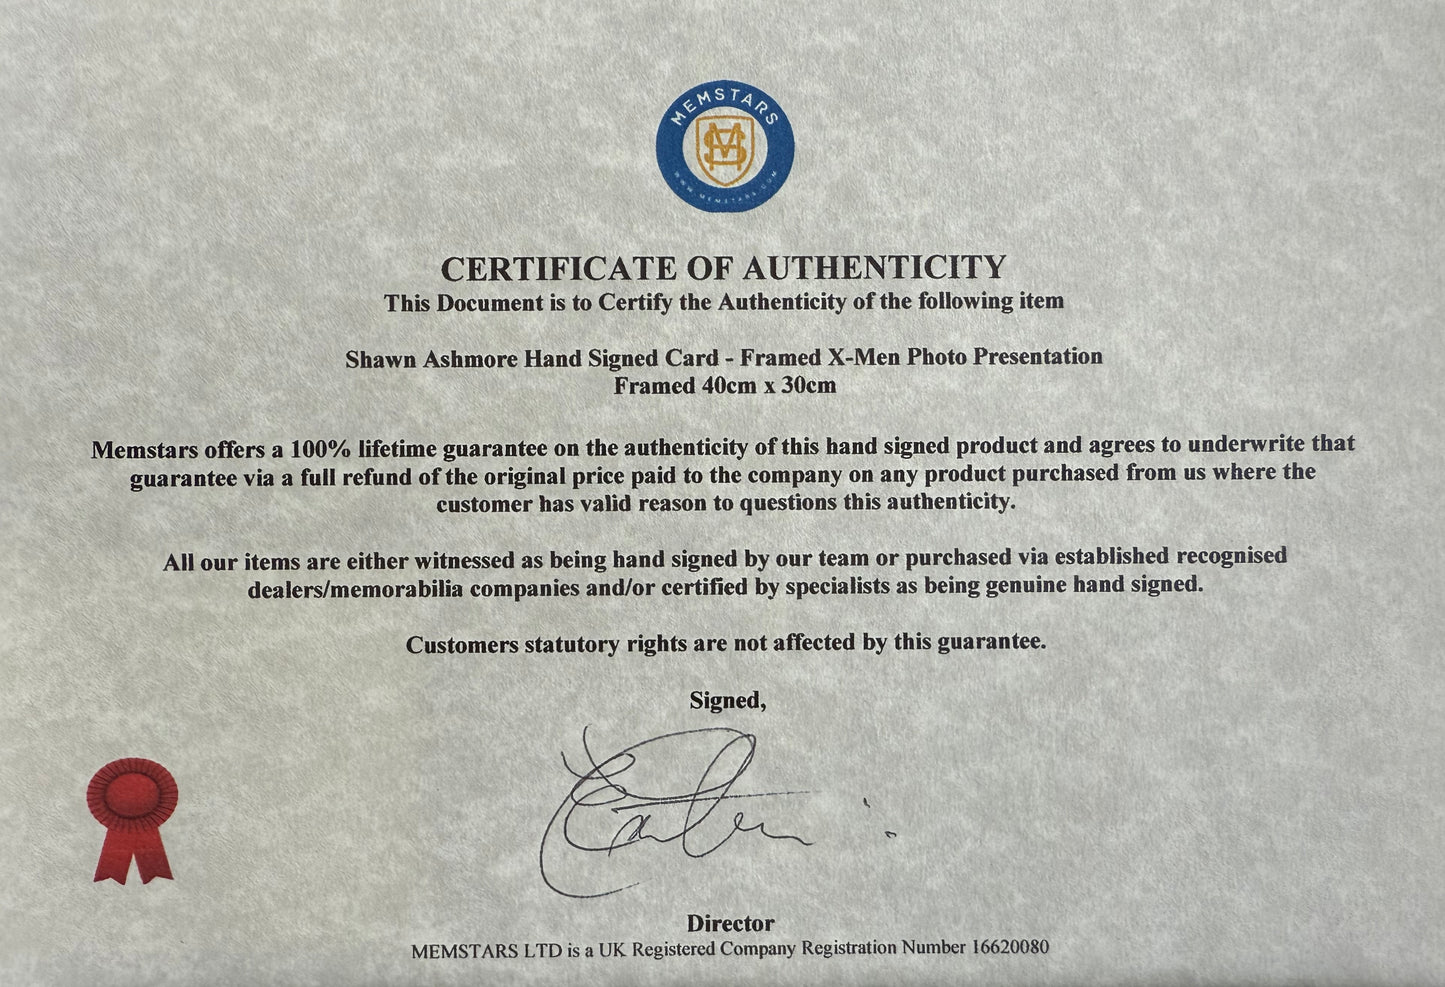 MEMSTARS
MS
WWW.MEMSTARS.COM
CERTIFICATE OF AUTHENTICITY
This Document is to Certify the Authenticity of the following item
Shawn Ashmore Hand Signed Card - Framed X-Men Photo Presentation
Framed 40cm x 30cm
Memstars offers a 100% lifetime guarantee on the authenticity of this hand signed product and agrees to underwrite that
guarantee via a full refund of the original price paid to the company on any product purchased from us where the
customer has valid reason to questions this authenticity.
All our items are either witnessed as being hand signed by our team or purchased via established recognised
dealers/memorabilia companies and/or certified by specialists as being genuine hand signed.
Customers statutory rights are not affected by this guarantee.
Signed,
Director
MEMSTARS LTD is a UK Registered Company Registration Number 16620080